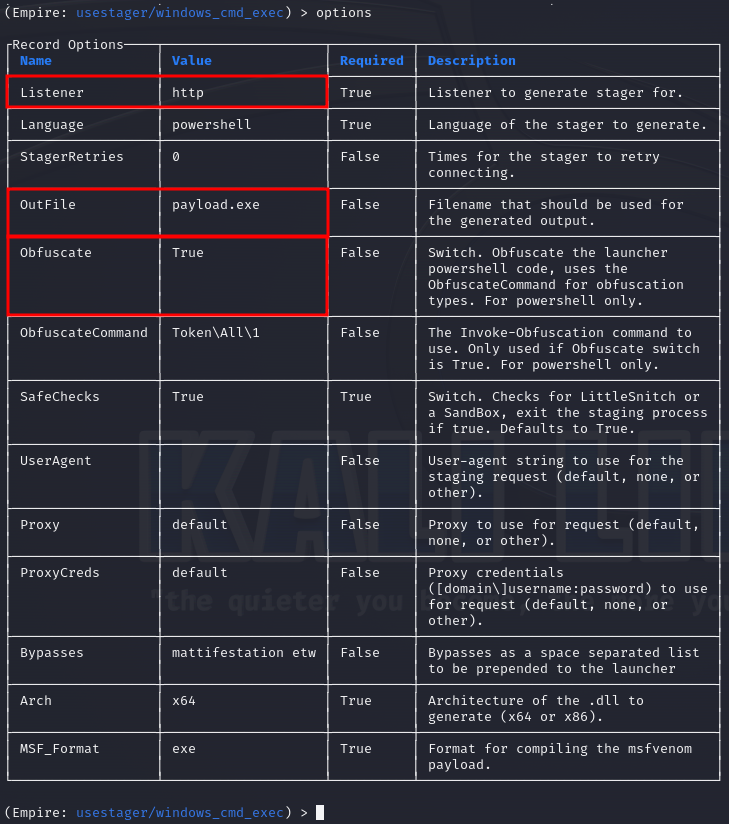 (Empire: usestager/windows_cmd_exec) > options
Record Options
Name Value Required Description
Listener http True Listener to generate stager for.
Language powershell True Language of the stager to generate.
StagerRetries 0 False Times for the stager to retry
connecting.
OutFile payload.exe False Filename that should be used for
the generated output.
Obfuscate True False Switch. Obfuscate the launcher
powershell code, uses the
ObfuscateCommand for obfuscation
types. For powershell only.
ObfuscateCommand Token\All\1 False The Invoke-Obfuscation command to
use. Only used if Obfuscate switch
is True. For powershell only.
SafeChecks True True Switch. Checks for LittleSnitch or
a SandBox, exit the staging process
if true. Defaults to True.
UserAgent False User-agent string to use for the
staging request (default, none, or
other).
Proxy default False Proxy to use for request (default,
none, or other).
ProxyCreds default False Proxy credentials
([domain\]username:password) to use
for request (default, none, or
other).
Bypasses mattifestation etw False Bypasses as a space separated list
to be prepended to the launcher
Arch x64 True Architecture of the .dll to
generate (x64 or x86).
MSF_Format exe True Format for compiling the msfvenom
payload.
(Empire: usestager/windows_cmd_exec) >
KALI
"the quieter you